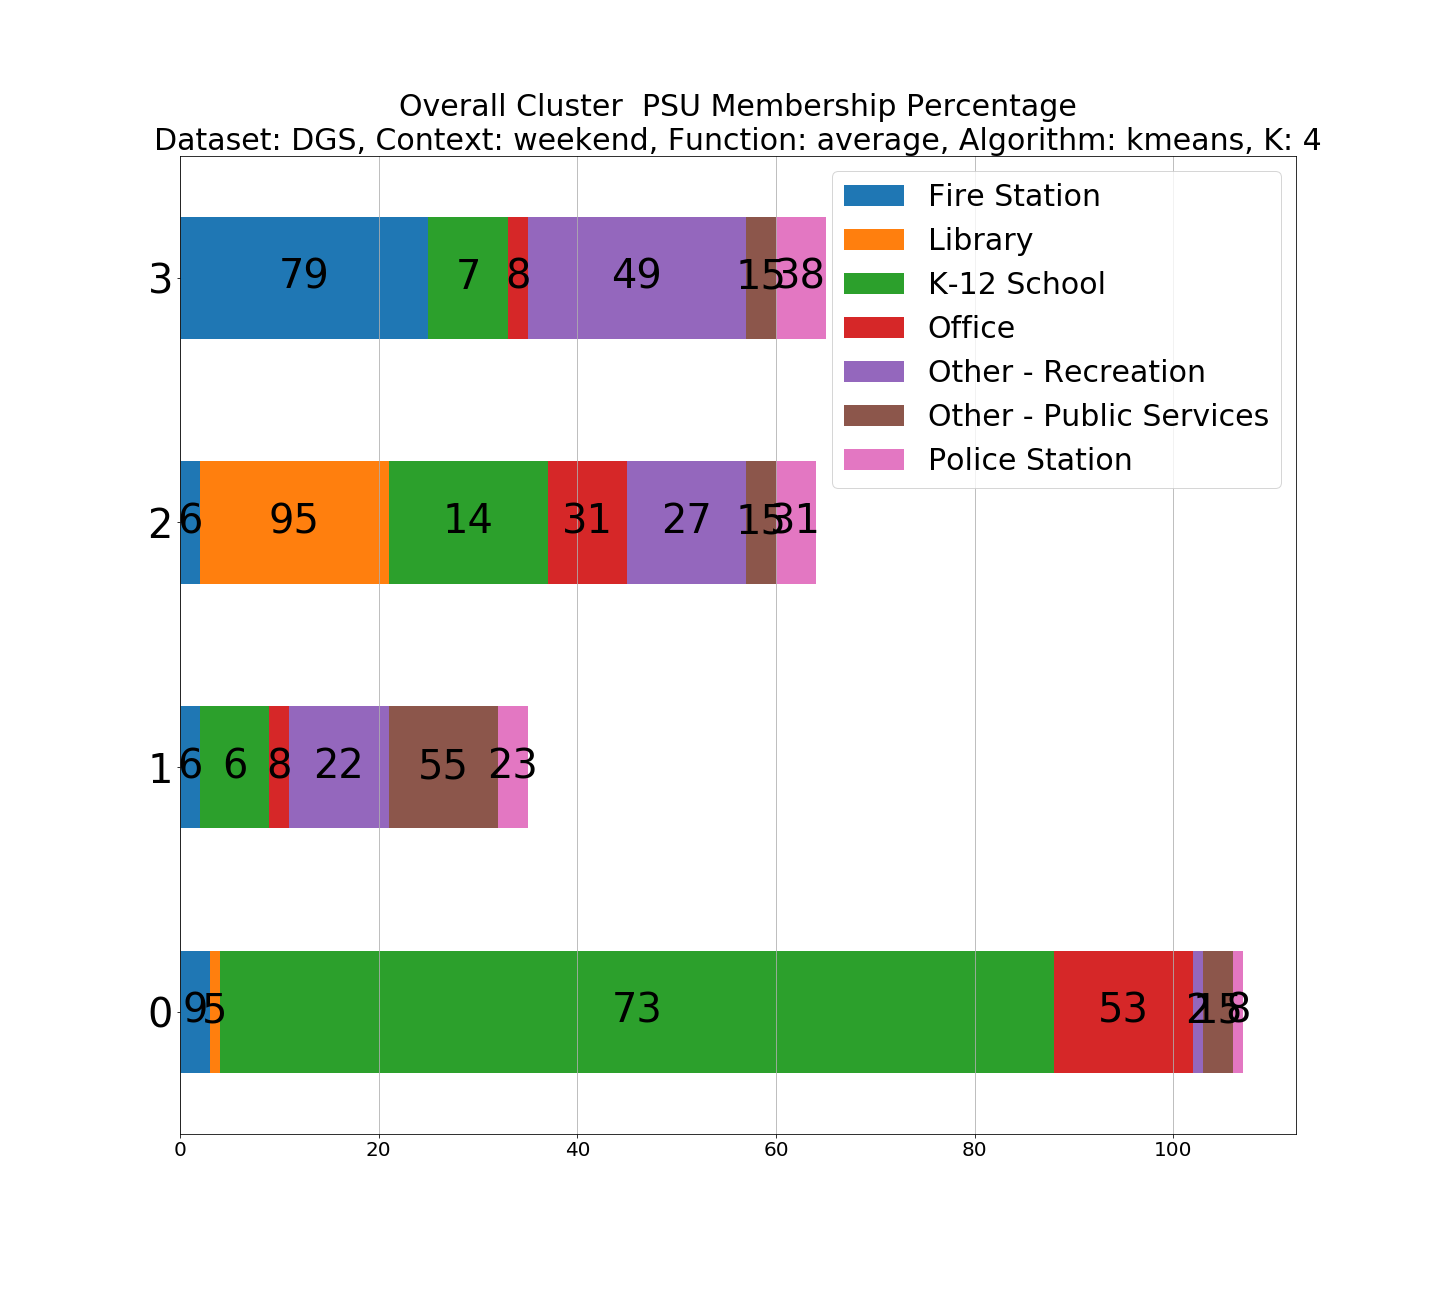 Overall Cluster  PSU Membership Percentage
Dataset: DGS, Context: weekend, Function: average, Algorithm: kmeans, K: 4
Fire Station
Library
K-12 School
Office
Other - Recreation
Other - Public Services
Police Station
3 79 7 8 49 15 38
2 6 95 14 31 27 15 31
1 6 6 8 22 55 23
0 9 5 73 53 2 15 8
0 20 40 60 80 100